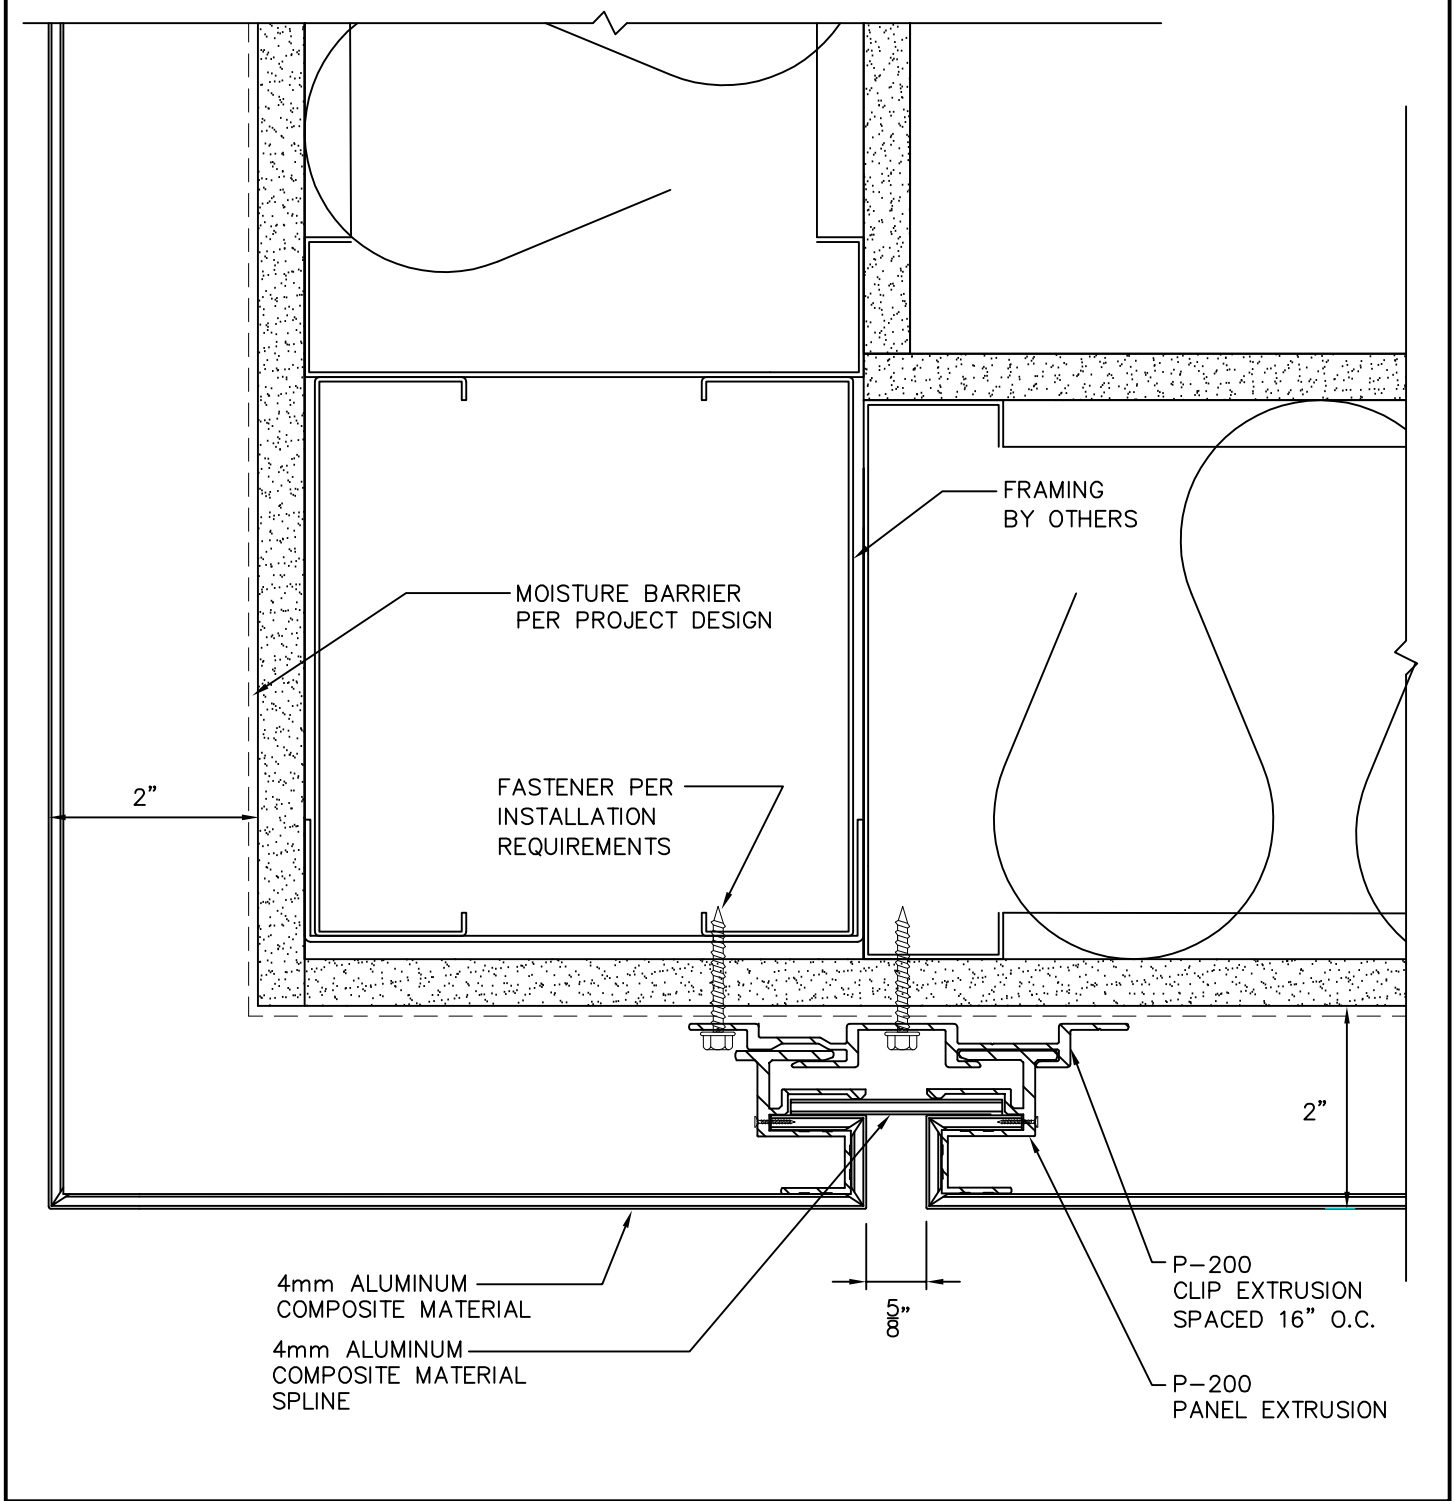 FRAMING
BY OTHERS
MOISTURE BARRIER
PER PROJECT DESIGN
FASTENER PER
INSTALLATION
REQUIREMENTS
2”
2”
5/8”
4mm ALUMINUM
COMPOSITE MATERIAL
4mm ALUMINUM
COMPOSITE MATERIAL
SPLINE
P-200
CLIP EXTRUSION
SPACED 16” O.C.
P-200
PANEL EXTRUSION